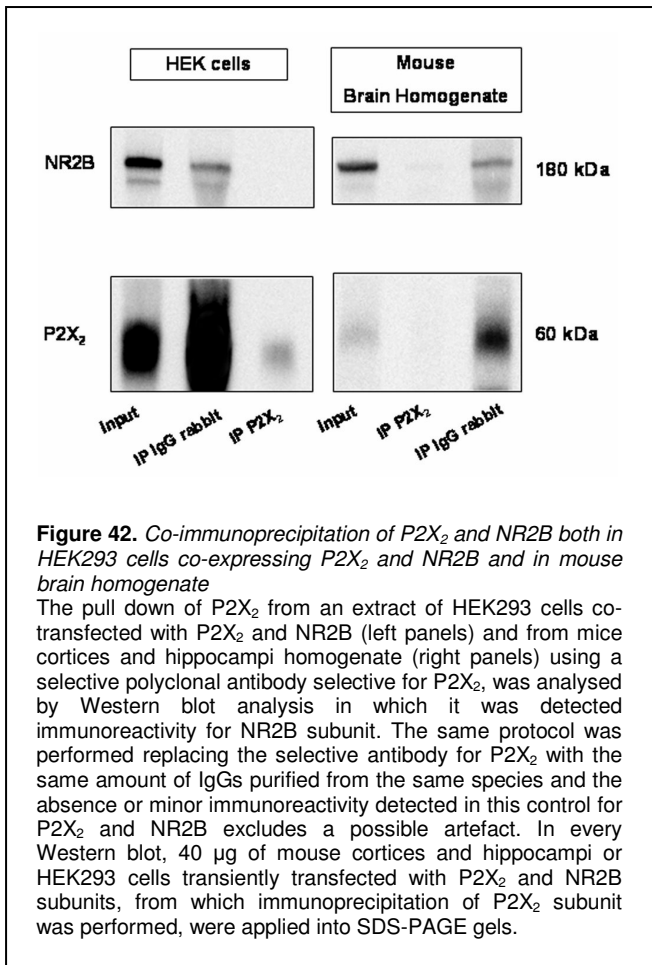 HEK cells
Mouse
Brain Homogenate
NR2B
180 kDa
P2X₂
60 kDa
Input
IP IgG rabbit
IP P2X₂
Input
IP P2X₂
IP IgG rabbit
Figure 42. Co-immunoprecipitation of P2X₂ and NR2B both in
HEK293 cells co-expressing P2X₂ and NR2B and in mouse
brain homogenate
The pull down of P2X₂ from an extract of HEK293 cells co-
transfected with P2X₂ and NR2B (left panels) and from mice
cortices and hippocampi homogenate (right panels) using a
selective polyclonal antibody selective for P2X₂, was analysed
by Western blot analysis in which it was detected
immunoreactivity for NR2B subunit. The same protocol was
performed replacing the selective antibody for P2X₂ with the
same amount of IgGs purified from the same species and the
absence or minor immunoreactivity detected in this control for
P2X₂ and NR2B excludes a possible artefact. In every
Western blot, 40 µg of mouse cortices and hippocampi or
HEK293 cells transiently transfected with P2X₂ and NR2B
subunits, from which immunoprecipitation of P2X₂ subunit
was performed, were applied into SDS-PAGE gels.